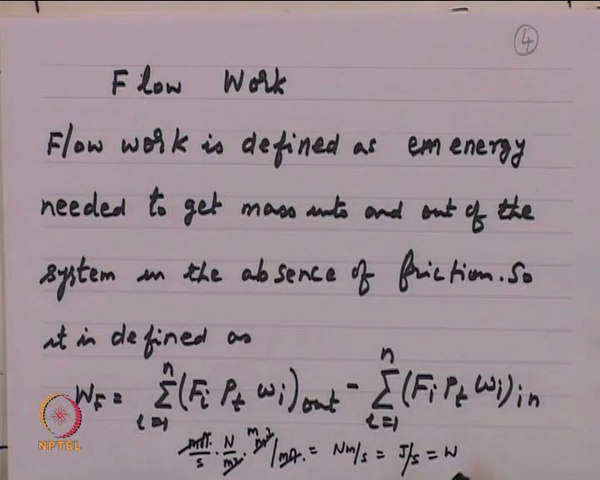 4
Flow Work
Flow work is defined as em energy
needed to get mass into and out of the
system in the absence of friction. So
it is defined as
W_F = Σ_{i=1}^{n} (F_i P_t ω_i)_out - Σ_{i=1}^{n} (F_i P_t ω_i)_in
/s · N/m² · = Nm/s = J/s = W
NPTEL